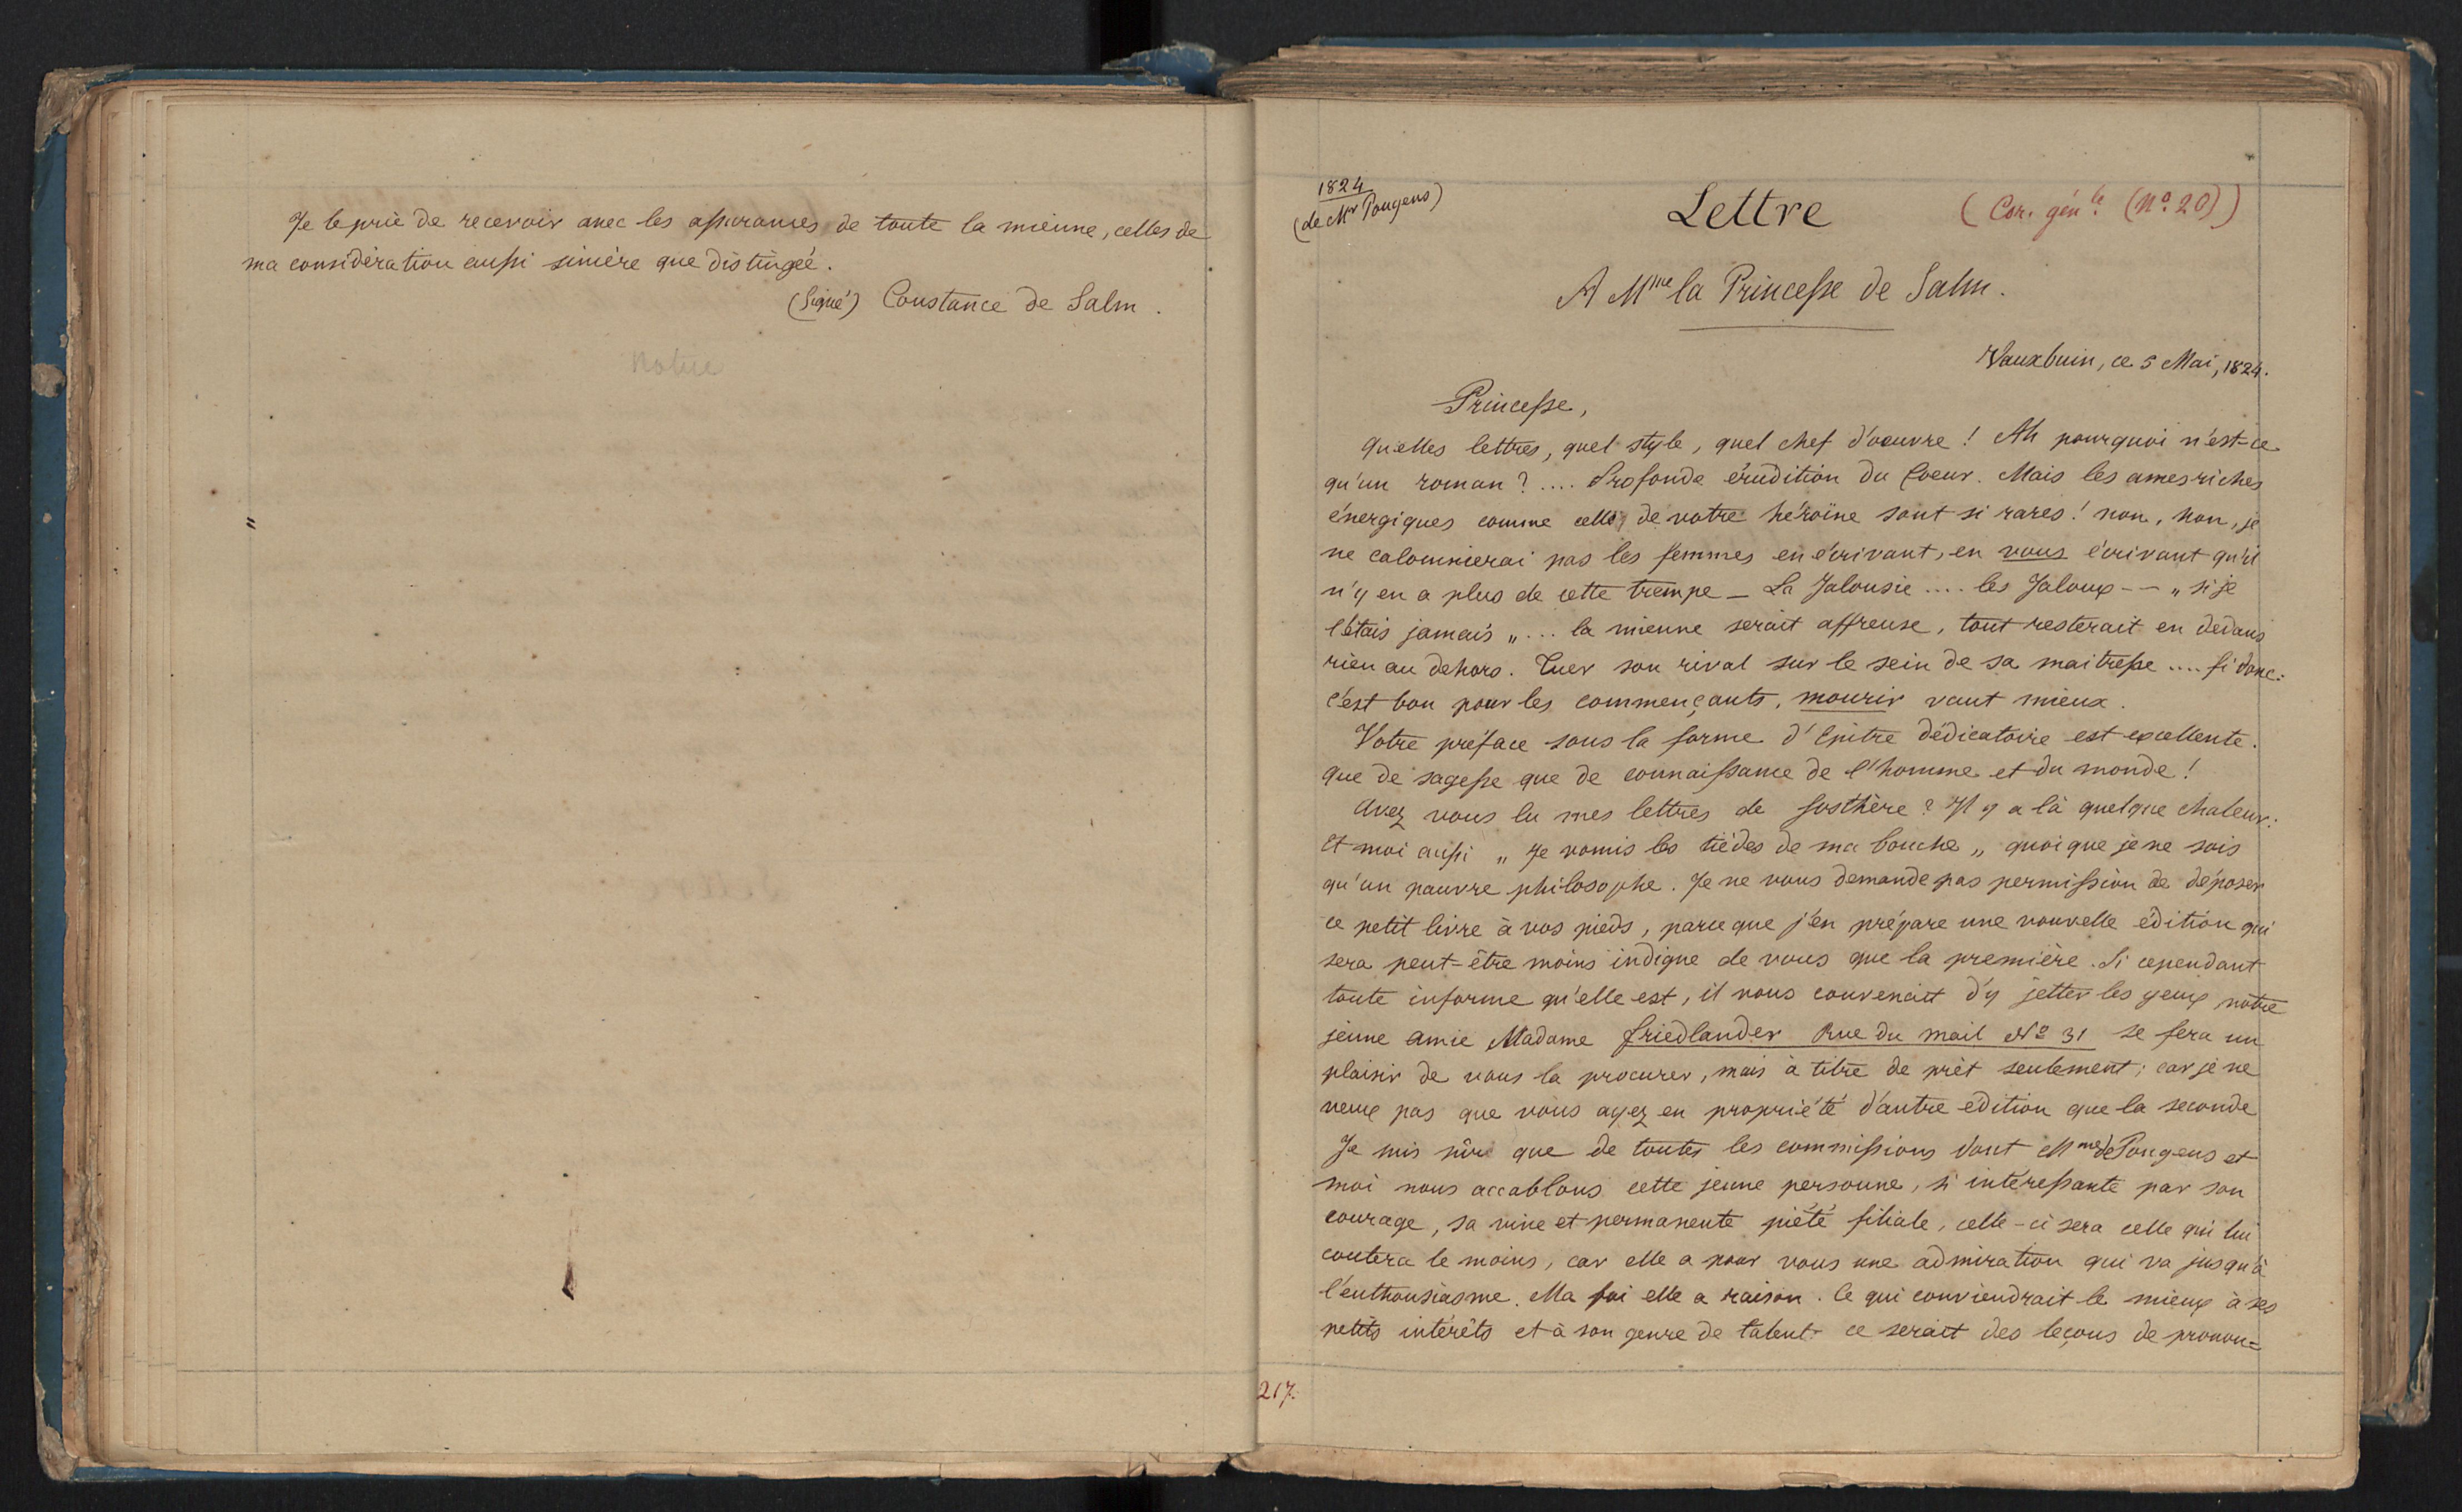 Je le prie de recevoir avec les assurances de toute la mienne, celles de
ma considération aussi sincère que distingée.
(Signé) Constance de Salm.
1824
(de Mr Pougens)
Lettre
(Cor. génle. (No. 20))
A Mme la Princesse de Salm.
Vauxbuin, ce 5 Mai, 1824.
Princesse,
quelles lettres, quel style, quel chef d'oeuvre ! Ah pourquoi n'est-ce
qu'un roman ? .... Profonde érudition du Coeur. Mais les ames riches
énergiques comme celle de votre héroïne sont si rares ! non, non, je
ne calomnierai pas les femmes en écrivant, en vous écrivant qu'il
n'y en a plus de cette trempe _ La Jalousie .... les Jaloux - - „ si je
l'étais jamais „ ... la mienne serait affreuse, tout resterait en dedans
rien au dehors. Tuer son rival sur le sein de sa maitresse .... fi donc :
c'est bon pour les commençants, mourir vaut mieux.
Votre préface sous la forme d'Epitre dédicatoire est excellente.
que de sagesse que de connaissance de l'homme et du monde !
Avez vous lu mes lettres de Sosthère ? Il y a là quelque chaleur :
Et moi aussi „ Je vomis les tiédes de ma bouche „ quoique je ne sois
qu'un pauvre philosophe. Je ne vous demande pas permission de déposer
ce petit livre à vos pieds, parceque j'en prépare une nouvelle édition qui
sera peut-être moins indigne de vous que la première. Si cependant
toute informe qu'elle est, il vous convenait d'y jetter les yeux notre
jeune amie Madame Friedlander Rue du mail No 31 se fera un
plaisir de vous la procurer, mais à titre de prêt seulement ; car je ne
veux pas que vous ayez en propriété d'autre édition que la seconde
Je suis sûr que de toutes les commissions dont Mme de Pougens et
moi nous accablons cette jeune personne, si intéressante par son
courage, sa vive et permanente piété filiale, celle-ci sera celle qui lui
coutera le moins, car elle a pour vous une admiration qui va jusqu'à
l'enthousiasme. Ma foi elle a raison. Ce qui conviendrait le mieux à ses
petits intérêts et à son genre de talent ce serait des leçons de pronon=
217.